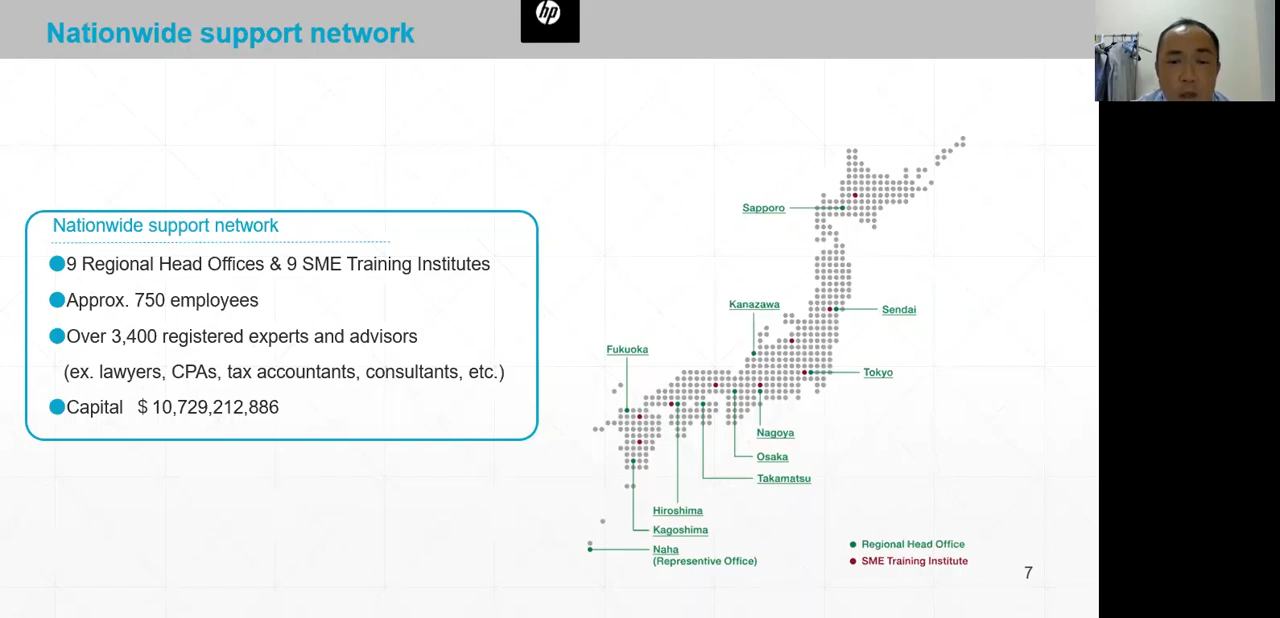 Nationwide support network
hp
Nationwide support network
9 Regional Head Offices & 9 SME Training Institutes
Approx. 750 employees
Over 3,400 registered experts and advisors
(ex. lawyers, CPAs, tax accountants, consultants, etc.)
Capital $ 10,729,212,886
Sapporo
Kanazawa
Sendai
Fukuoka
Tokyo
Nagoya
Osaka
Takamatsu
Hiroshima
Kagoshima
Naha
(Representive Office)
Regional Head Office
SME Training Institute
7